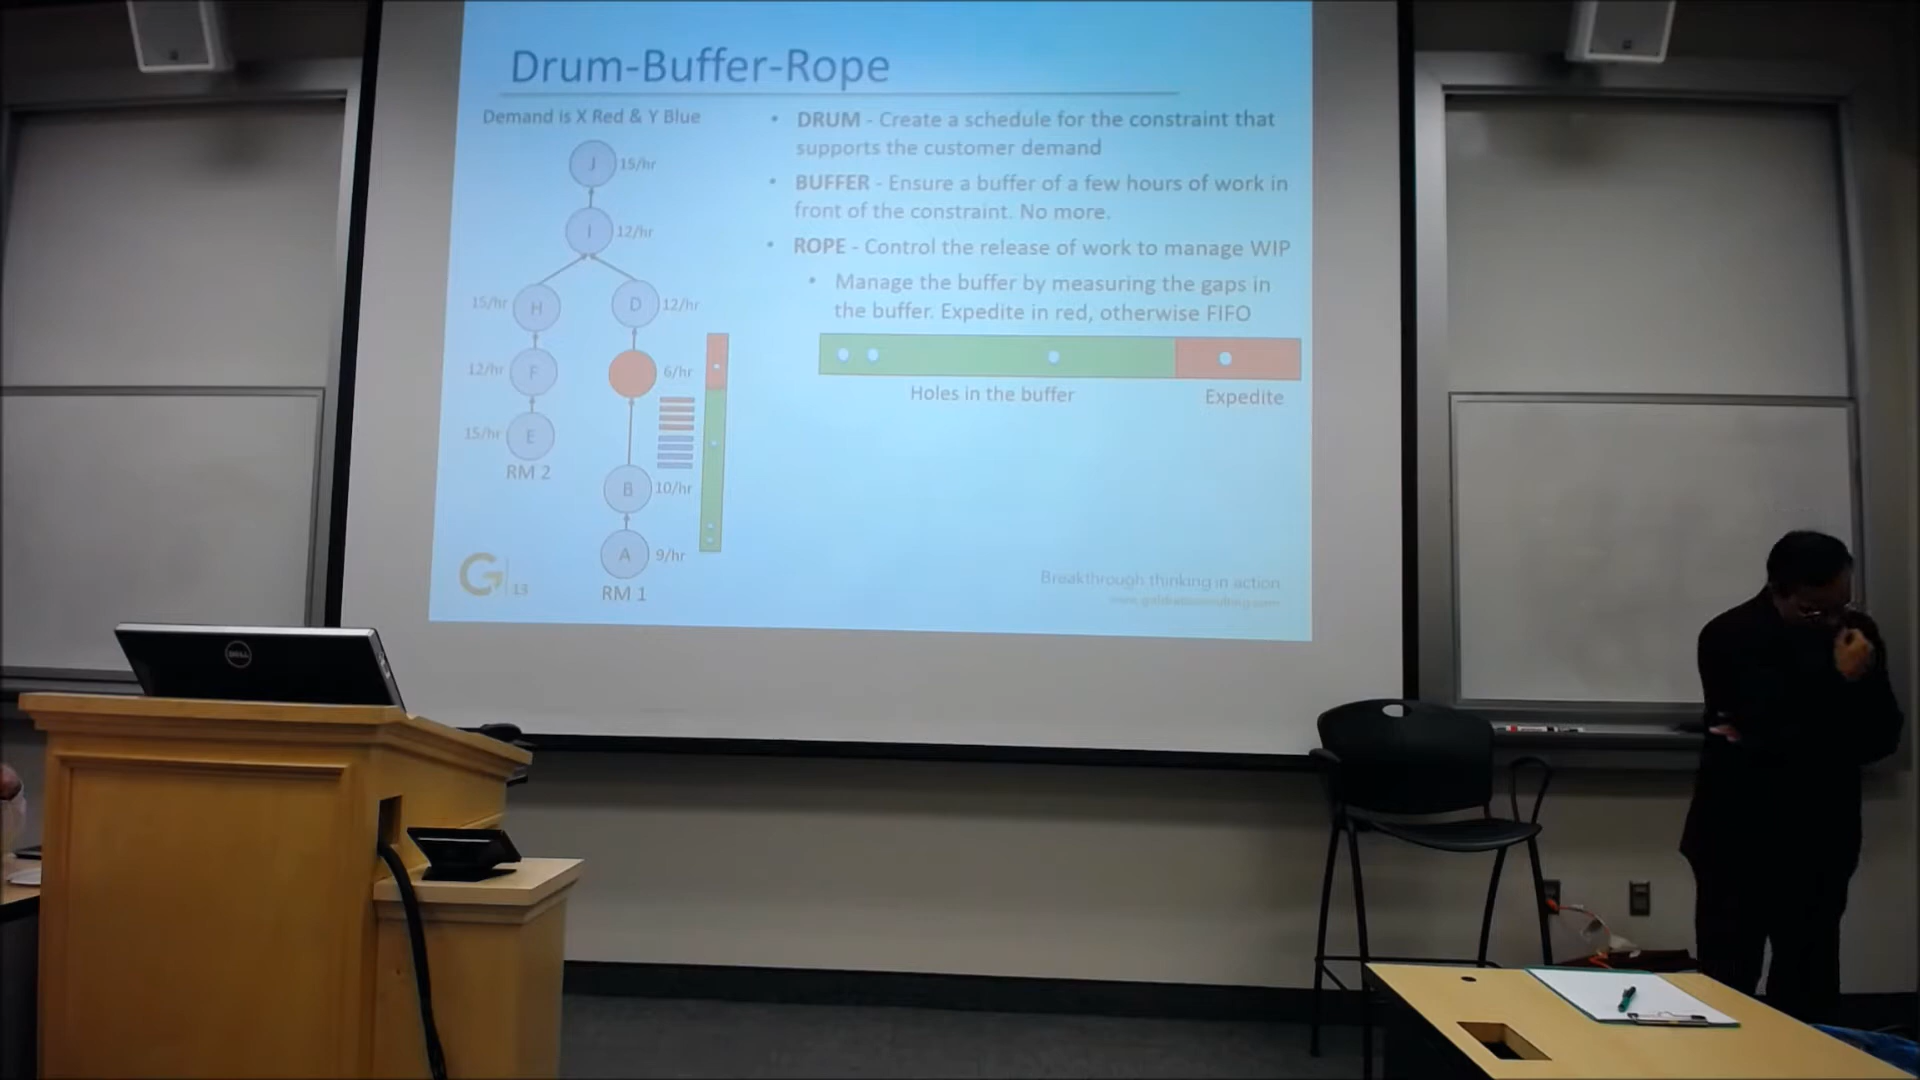 Drum-Buffer-Rope
Demand is X Red & Y Blue
J 15/hr
I 12/hr
15/hr H
D 12/hr
12/hr F
6/hr
15/hr E
RM 2
B 10/hr
A 9/hr
RM 1
• DRUM - Create a schedule for the constraint that
supports the customer demand
• BUFFER - Ensure a buffer of a few hours of work in
front of the constraint. No more.
• ROPE - Control the release of work to manage WIP
• Manage the buffer by measuring the gaps in
the buffer. Expedite in red, otherwise FIFO
Holes in the buffer
Expedite
G 13
Breakthrough thinking in action
DELL